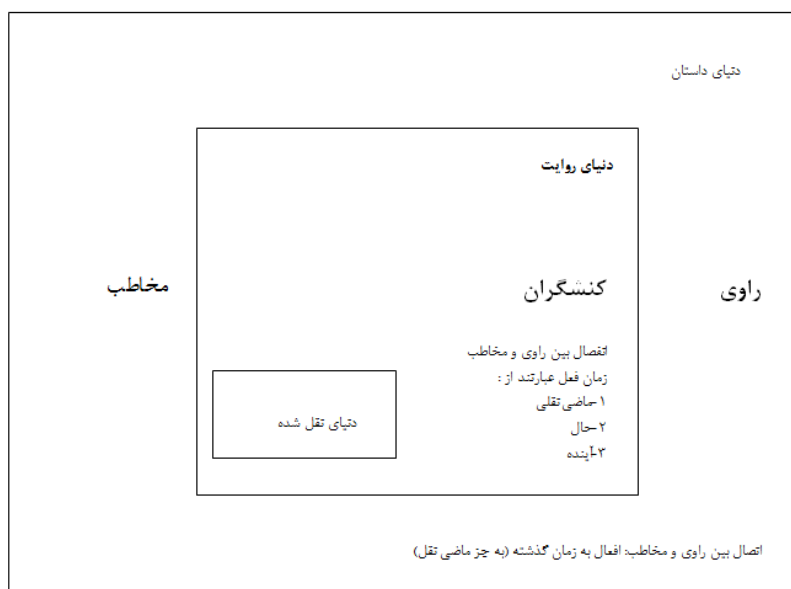 دنیای داستان
دنیای روایت
راوی
کنشگران
مخاطب
انفصال بین راوی و مخاطب
زمان فعل عبارتند از :
۱-ماضی نقلی
۲-حال
۳-آینده
دنیای نقل شده
اتصال بین راوی و مخاطب: افعال به زمان گذشته (به جز ماضی نقل)